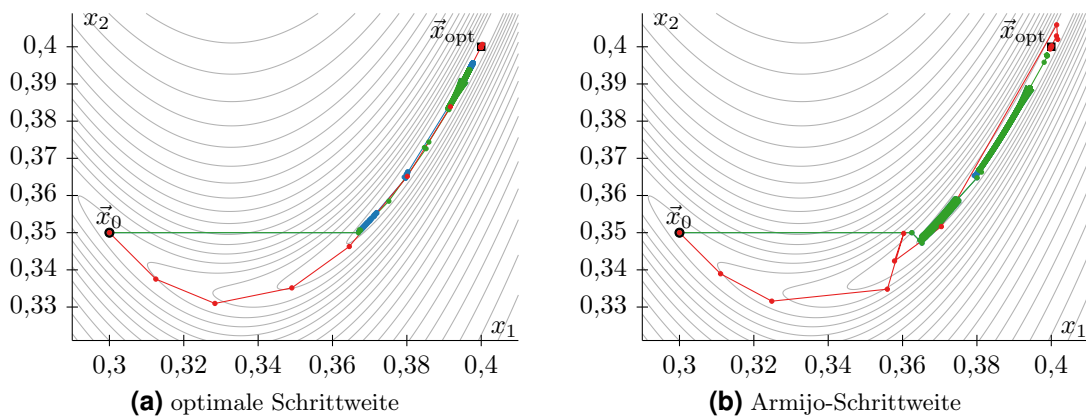 x₂
0,4
0,39
0,38
0,37
0,36
0,35
0,34
0,33
x⃗_opt
x⃗₀
x₁
0,3 0,32 0,34 0,36 0,38 0,4
(a) optimale Schrittweite
x₂
0,4
0,39
0,38
0,37
0,36
0,35
0,34
0,33
x⃗_opt
x⃗₀
x₁
0,3 0,32 0,34 0,36 0,38 0,4
(b) Armijo-Schrittweite